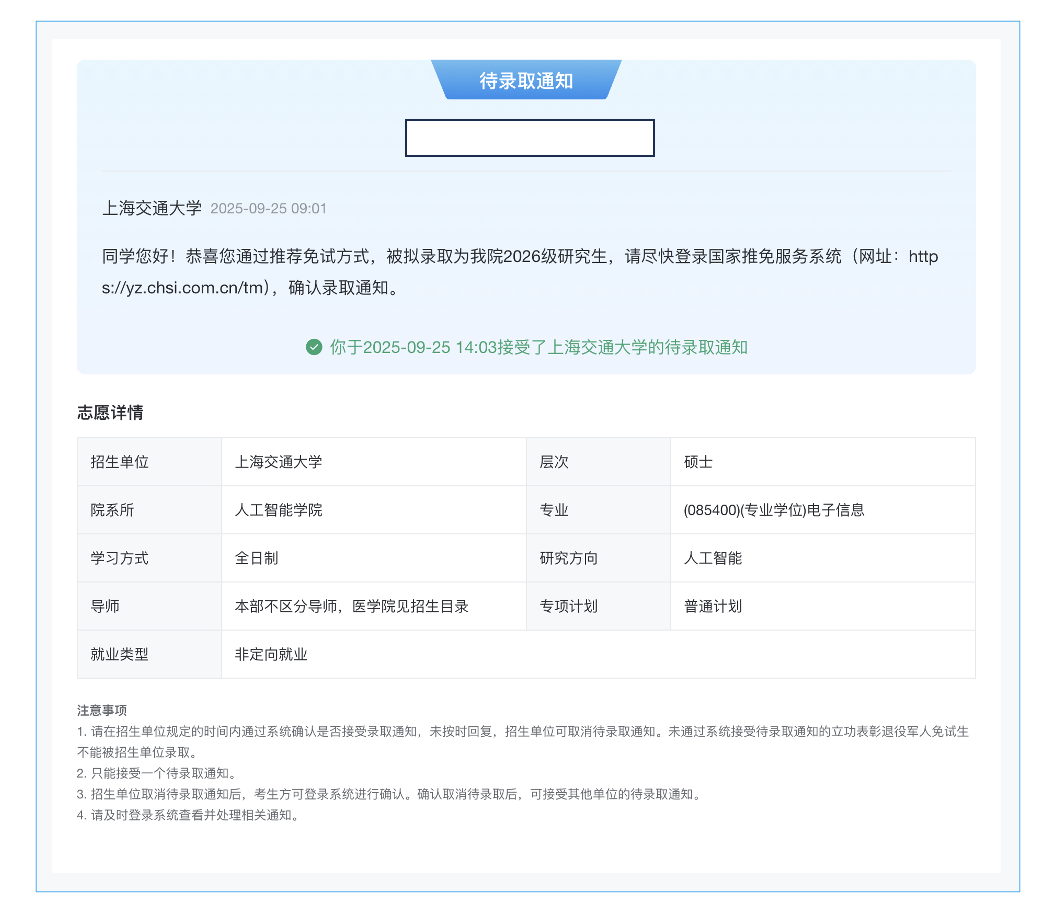 待录取通知
上海交通大学 2025-09-25 09:01
同学您好！恭喜您通过推荐免试方式，被拟录取为我院2026级研究生，请尽快登录国家推免服务系统（网址：http
s://yz.chsi.com.cn/tm），确认录取通知。
你于2025-09-25 14:03接受了上海交通大学的待录取通知
志愿详情
招生单位 上海交通大学 层次 硕士
院系所 人工智能学院 专业 (085400)(专业学位)电子信息
学习方式 全日制 研究方向 人工智能
导师 本部不区分导师，医学院见招生目录 专项计划 普通计划
就业类型 非定向就业
注意事项
1. 请在招生单位规定的时间内通过系统确认是否接受录取通知，未按时回复，招生单位可取消待录取通知。未通过系统接受待录取通知的立功表彰退役军人免试生
不能被招生单位录取。
2. 只能接受一个待录取通知。
3. 招生单位取消待录取通知后，考生方可登录系统进行确认。确认取消待录取后，可接受其他单位的待录取通知。
4. 请及时登录系统查看并处理相关通知。